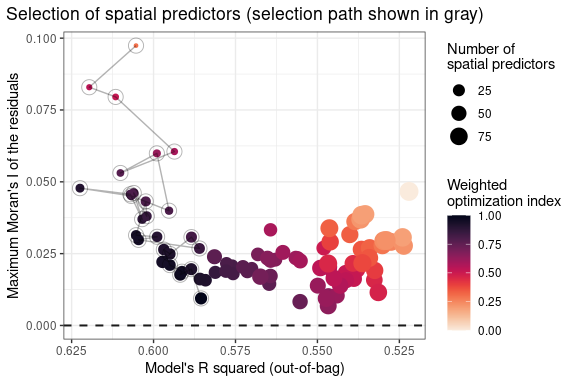 Selection of spatial predictors (selection path shown in gray)
Maximum Moran's I of the residuals
0.100
0.075
0.050
0.025
0.000
0.625
0.600
0.575
0.550
0.525
Model's R squared (out-of-bag)
Number of
spatial predictors
25
50
75
Weighted
optimization index
1.00
0.75
0.50
0.25
0.00